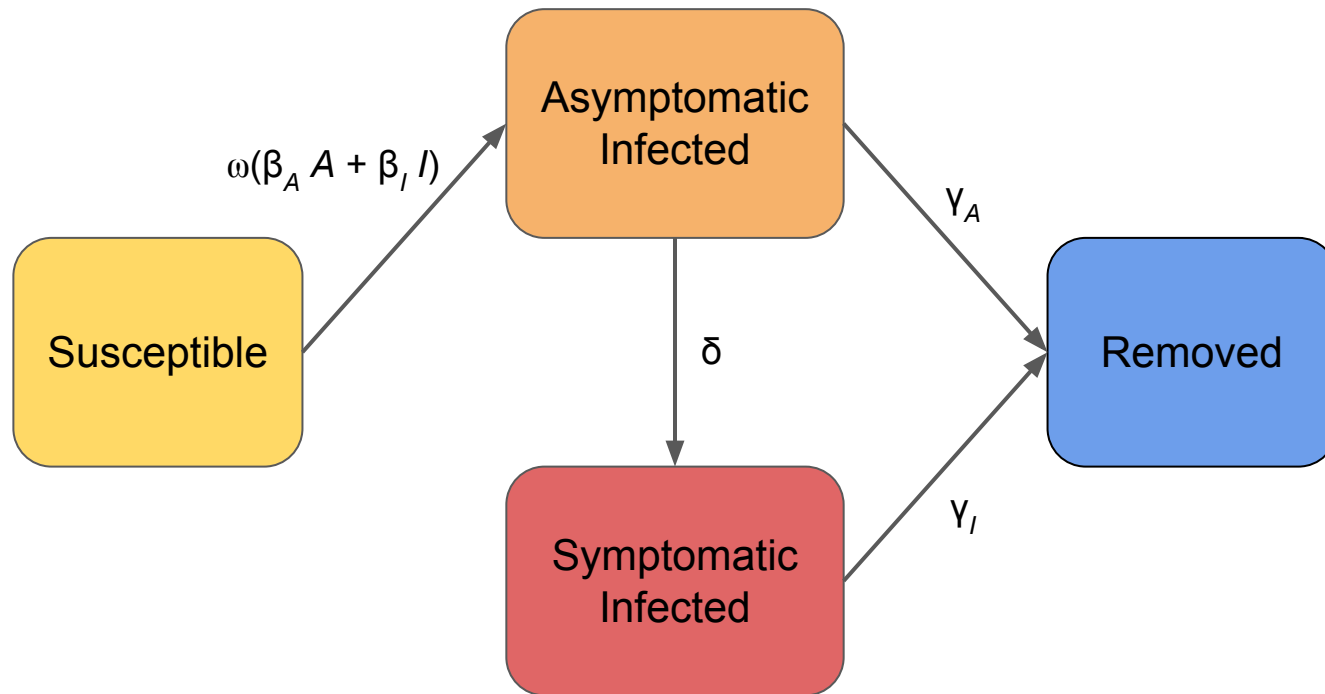 Asymptomatic
Infected
ω(β_A A + β_I I)
γ_A
Susceptible
δ
Removed
γ_I
Symptomatic
Infected